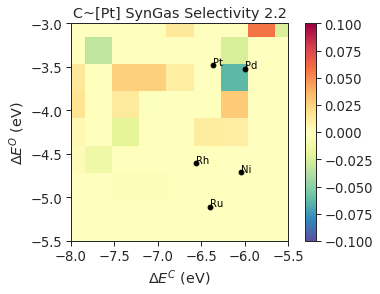 C~[Pt] SynGas Selectivity 2.2
−3.0
−3.5
−4.0
−4.5
−5.0
−5.5
ΔE^O (eV)
Pt
Pd
Rh
Ni
Ru
−8.0 −7.5 −7.0 −6.5 −6.0 −5.5
ΔE^C (eV)
0.100
0.075
0.050
0.025
0.000
−0.025
−0.050
−0.075
−0.100